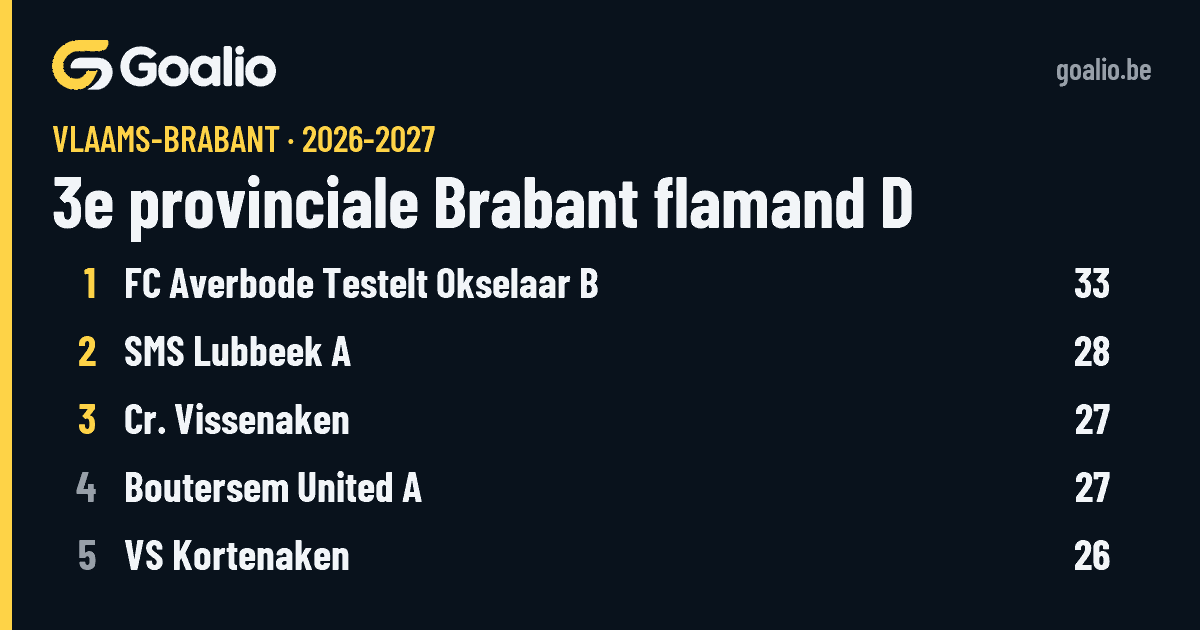 Goalio
goalio.be
VLAAMS-BRABANT · 2026-2027
3e provinciale Brabant flamand D
1 FC Averbode Testelt Okselaar B 33
2 SMS Lubbeek A 28
3 Cr. Vissenaken 27
4 Boutersem United A 27
5 VS Kortenaken 26